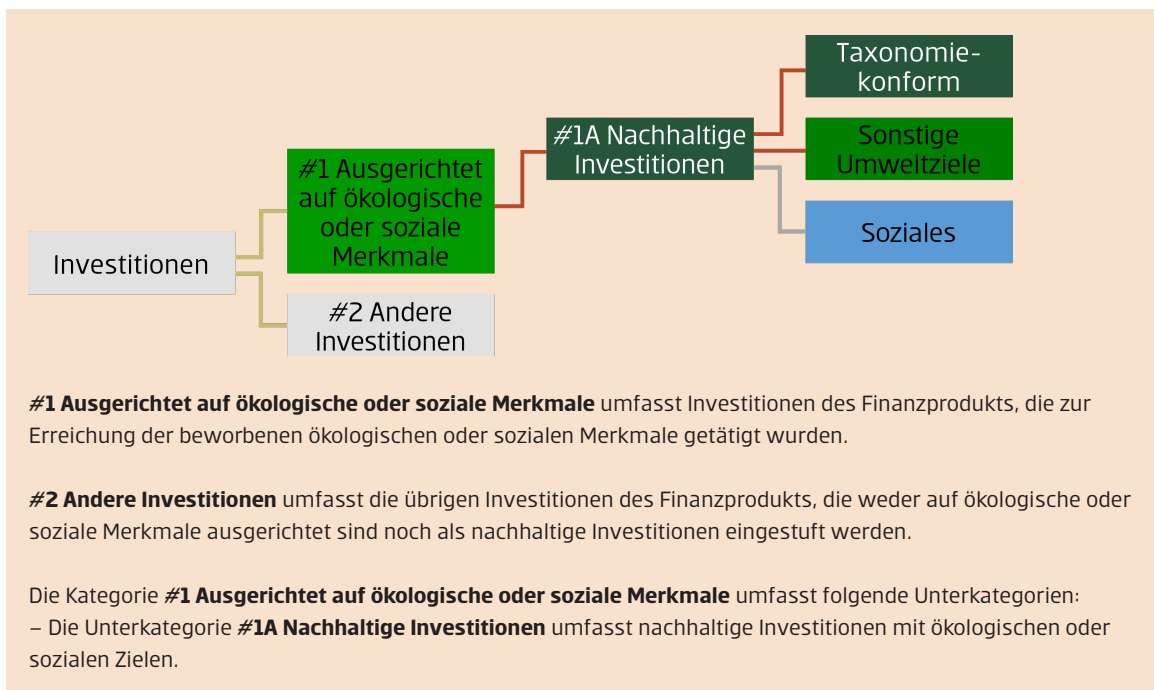 Taxonomie-
konform
#1A Nachhaltige
Investitionen
Sonstige
Umweltziele
#1 Ausgerichtet
auf ökologische
oder soziale
Merkmale
Soziales
Investitionen
#2 Andere
Investitionen
#1 Ausgerichtet auf ökologische oder soziale Merkmale umfasst Investitionen des Finanzprodukts, die zur
Erreichung der beworbenen ökologischen oder sozialen Merkmale getätigt wurden.
#2 Andere Investitionen umfasst die übrigen Investitionen des Finanzprodukts, die weder auf ökologische oder
soziale Merkmale ausgerichtet sind noch als nachhaltige Investitionen eingestuft werden.
Die Kategorie #1 Ausgerichtet auf ökologische oder soziale Merkmale umfasst folgende Unterkategorien:
– Die Unterkategorie #1A Nachhaltige Investitionen umfasst nachhaltige Investitionen mit ökologischen oder
sozialen Zielen.